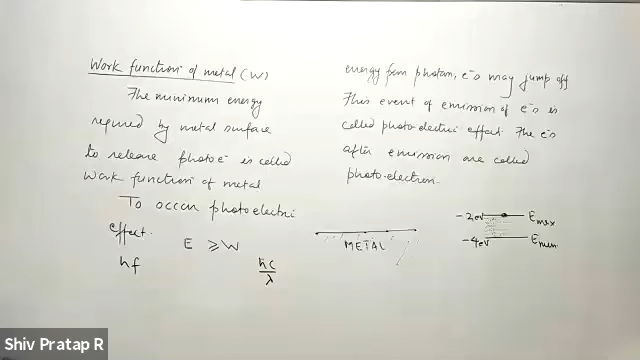 Work function of metal (W)
The minimum energy
required by metal surface
to release photo e⁻ is called
Work function of metal
To occur photoelectric
effect.
E ⩾ W
hf
hc
λ
energy from photon, e⁻s may jump off
This event of emission of e⁻s is
called photo-electric effect. The e⁻s
after emission are called
photo-electron.
METAL
-2eV Emax
-4eV Emin
Shiv Pratap R